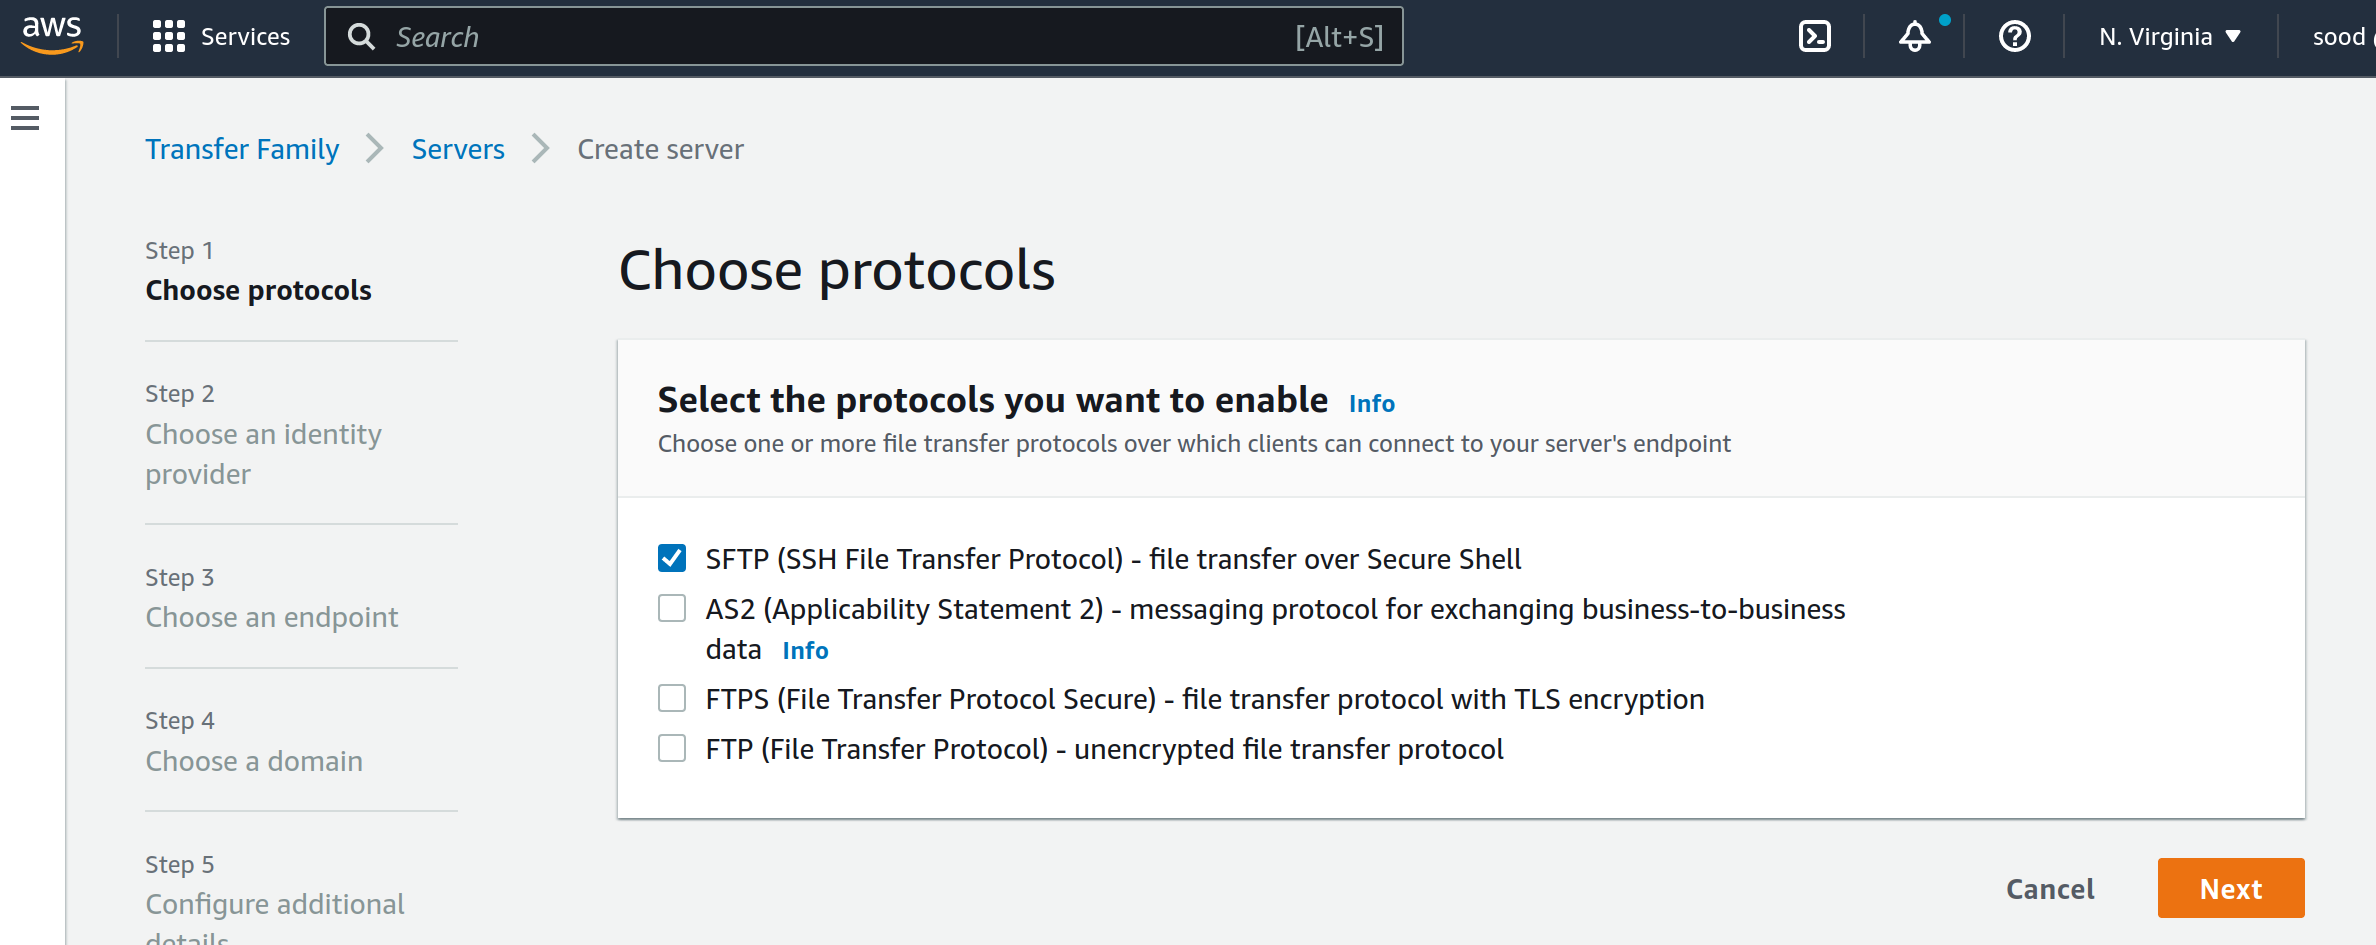 aws Services Search [Alt+S] N. Virginia sood
Transfer Family Servers Create server
Step 1
Choose protocols
Step 2
Choose an identity
provider
Step 3
Choose an endpoint
Step 4
Choose a domain
Step 5
Configure additional
details
Choose protocols
Select the protocols you want to enable Info
Choose one or more file transfer protocols over which clients can connect to your server's endpoint
SFTP (SSH File Transfer Protocol) - file transfer over Secure Shell
AS2 (Applicability Statement 2) - messaging protocol for exchanging business-to-business
data Info
FTPS (File Transfer Protocol Secure) - file transfer protocol with TLS encryption
FTP (File Transfer Protocol) - unencrypted file transfer protocol
Cancel Next